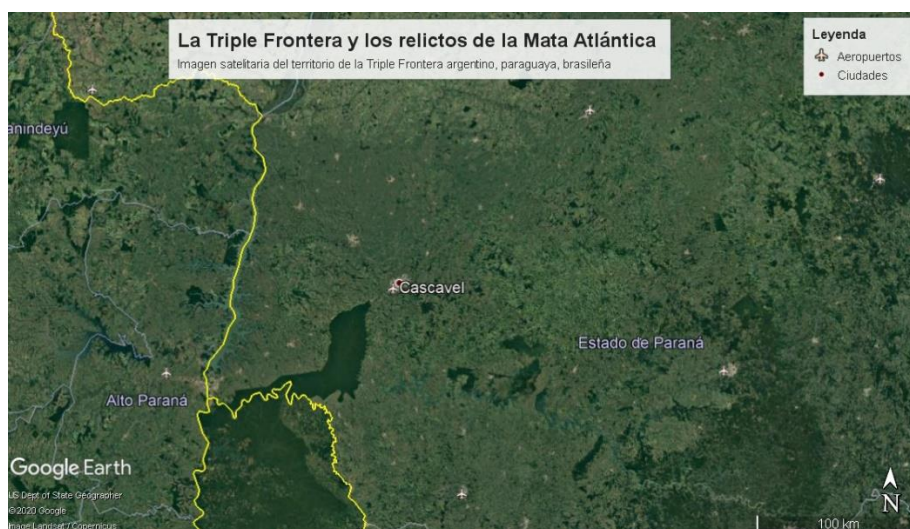 La Triple Frontera y los relictos de la Mata Atlántica
Imagen satelitaria del territorio de la Triple Frontera argentino, paraguaya, brasileña
Leyenda
Aeropuertos
Ciudades
anindeyú
Cascavel
Estado de Paraná
Alto Paraná
Google Earth
US Dept of State Geographer
©2020 Google
Image Landsat / Copernicus
N
100 km